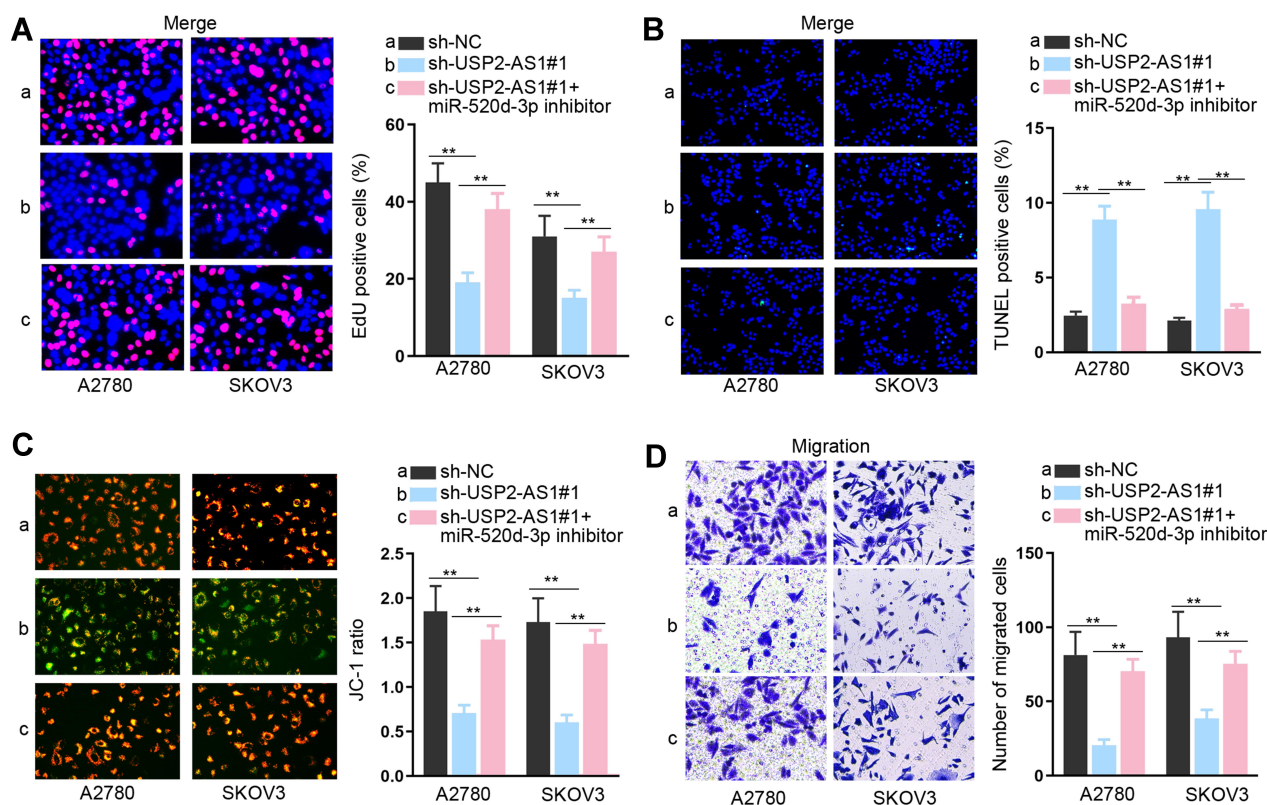 A
Merge
a
b
c
A2780
SKOV3
a sh-NC
b sh-USP2-AS1#1
c sh-USP2-AS1#1+
miR-520d-3p inhibitor
EdU positive cells (%)
60
40
20
0
** **
** **
A2780
SKOV3
B
Merge
a
b
c
A2780
SKOV3
a sh-NC
b sh-USP2-AS1#1
c sh-USP2-AS1#1+
miR-520d-3p inhibitor
TUNEL positive cells (%)
15
10
5
0
** ** ** **
A2780
SKOV3
C
a
b
c
A2780
SKOV3
a sh-NC
b sh-USP2-AS1#1
c sh-USP2-AS1#1+
miR-520d-3p inhibitor
JC-1 ratio
2.5
2.0
1.5
1.0
0.5
0.0
** **
** **
A2780
SKOV3
D
Migration
a
b
c
A2780
SKOV3
a sh-NC
b sh-USP2-AS1#1
c sh-USP2-AS1#1+
miR-520d-3p inhibitor
Number of migrated cells
150
100
50
0
** **
** **
A2780
SKOV3